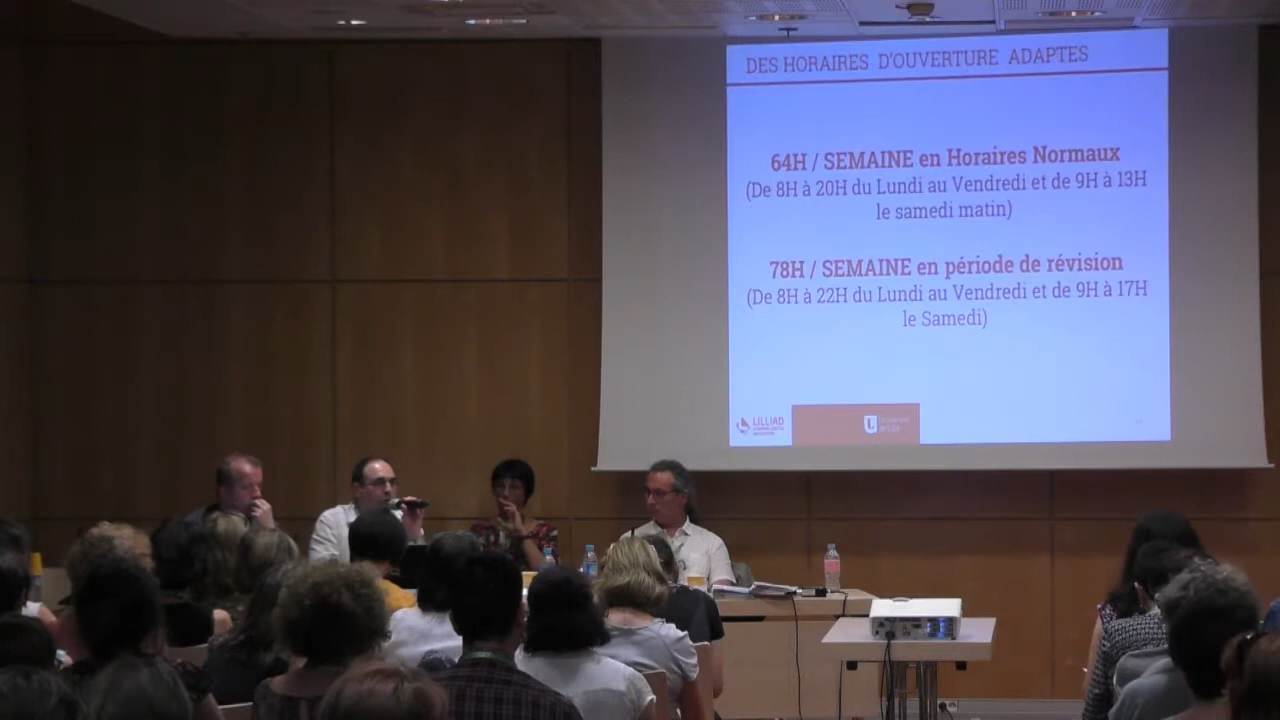 DES HORAIRES D'OUVERTURE ADAPTES
64H / SEMAINE en Horaires Normaux
(De 8H à 20H du Lundi au Vendredi et de 9H à 13H
le samedi matin)
78H / SEMAINE en période de révision
(De 8H à 22H du Lundi au Vendredi et de 9H à 17H
le Samedi)
LILLIAD